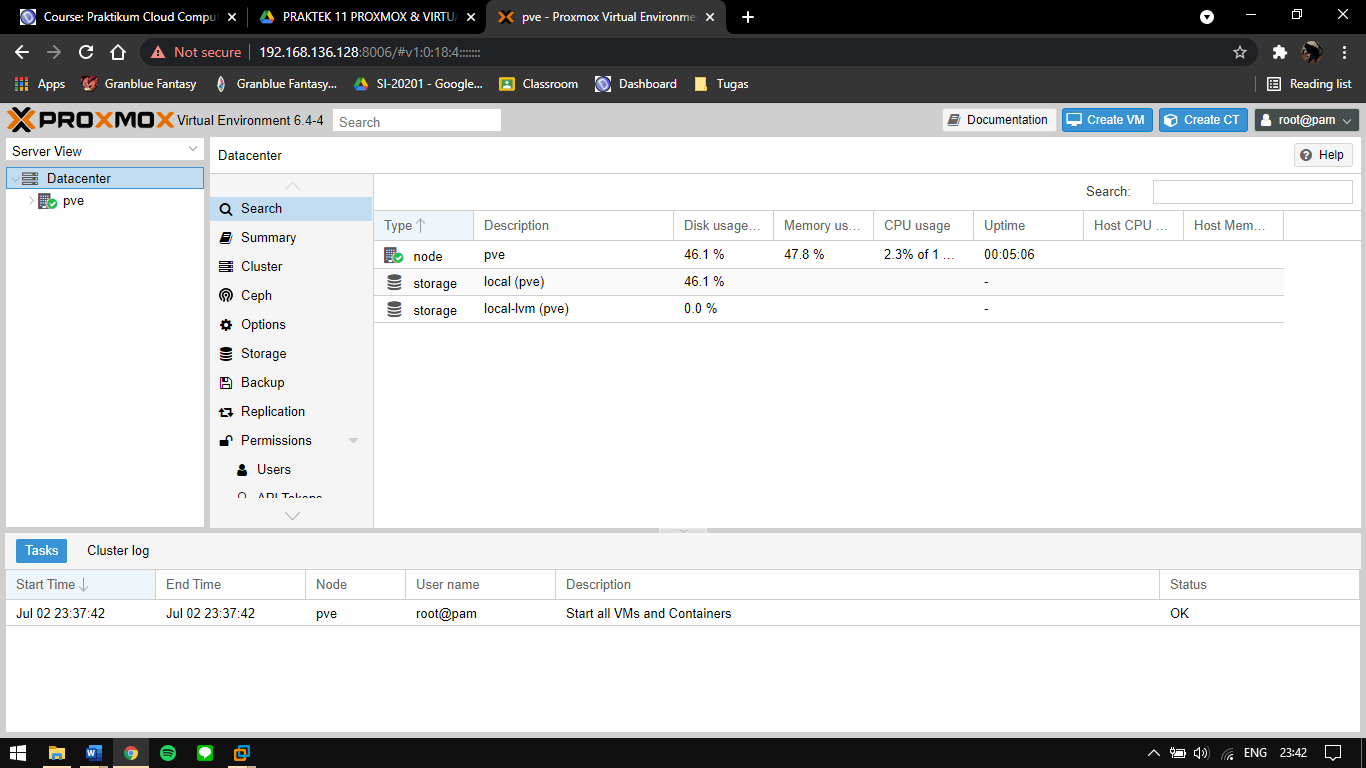 Course: Praktikum Cloud Compu
PRAKTEK 11 PROXMOX & VIRTUA
pve - Proxmox Virtual Environme
Not secure
192.168.136.128:8006/#v1:0:18:4:::::::
Apps
Granblue Fantasy
Granblue Fantasy...
SI-20201 - Google...
Classroom
Dashboard
Tugas
Reading list
PROXMOX Virtual Environment 6.4-4
Search
Documentation
Create VM
Create CT
root@pam
Server View
Datacenter
Help
Datacenter
pve
Search
Summary
Cluster
Ceph
Options
Storage
Backup
Replication
Permissions
Users
API Tokens
Search:
Type Description Disk usage... Memory us... CPU usage Uptime Host CPU ... Host Mem...
node pve 46.1 % 47.8 % 2.3% of 1 ... 00:05:06
storage local (pve) 46.1 % -
storage local-lvm (pve) 0.0 % -
Tasks Cluster log
Start Time End Time Node User name Description Status
Jul 02 23:37:42 Jul 02 23:37:42 pve root@pam Start all VMs and Containers OK
ENG 23:42